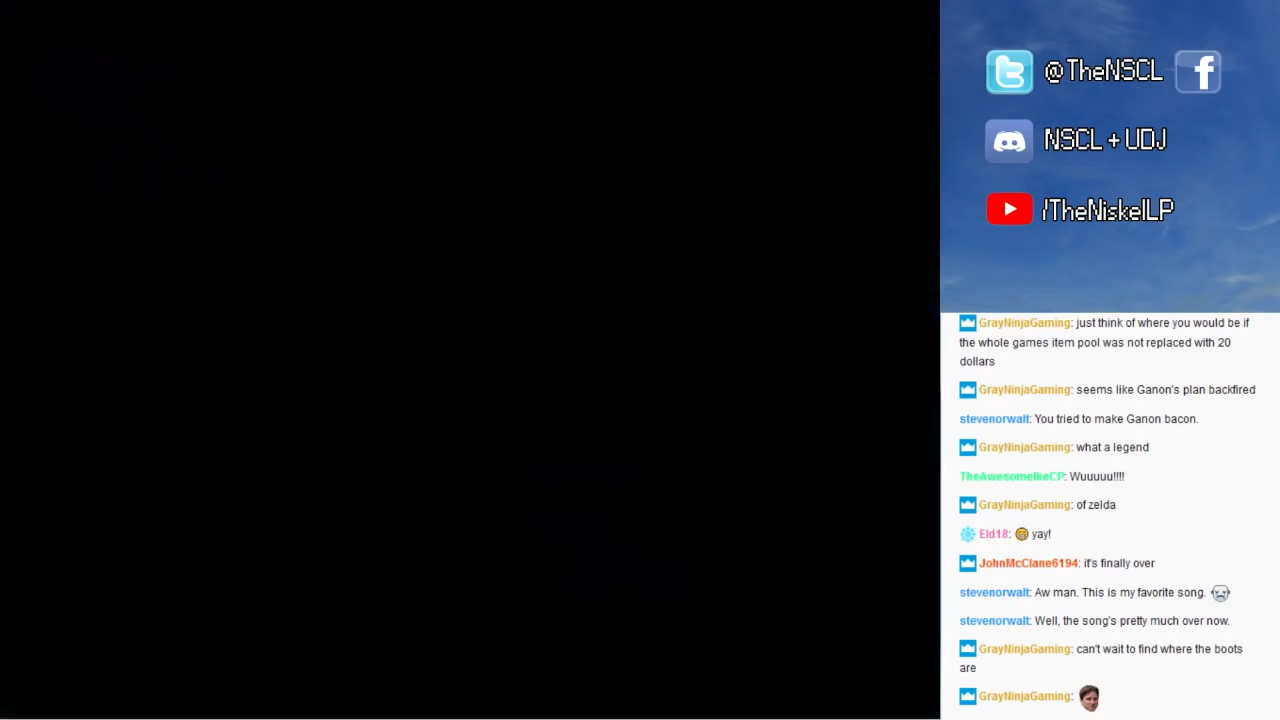 @TheNSCL
NSCL + UDJ
/TheNiskelLP
GrayNinjaGaming: just think of where you would be if
the whole games item pool was not replaced with 20
dollars
GrayNinjaGaming: seems like Ganon's plan backfired
stevenorwalt: You tried to make Ganon bacon.
GrayNinjaGaming: what a legend
TheAwesomeIkeCP: Wuuuuu!!!!
GrayNinjaGaming: of zelda
Eld18: yay!
JohnMcClane6194: it's finally over
stevenorwalt: Aw man. This is my favorite song.
stevenorwalt: Well, the song's pretty much over now.
GrayNinjaGaming: can't wait to find where the boots
are
GrayNinjaGaming: